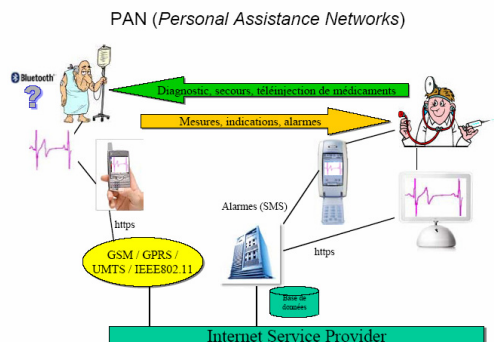 PAN (Personal Assistance Networks)
Bluetooth
?
Diagnostic, secours, téléinjection de médicaments
Mesures, indications, alarmes
Alarmes (SMS)
https
https
GSM / GPRS /
UMTS / IEEE802.11
Base de
données
Internet Service Provider